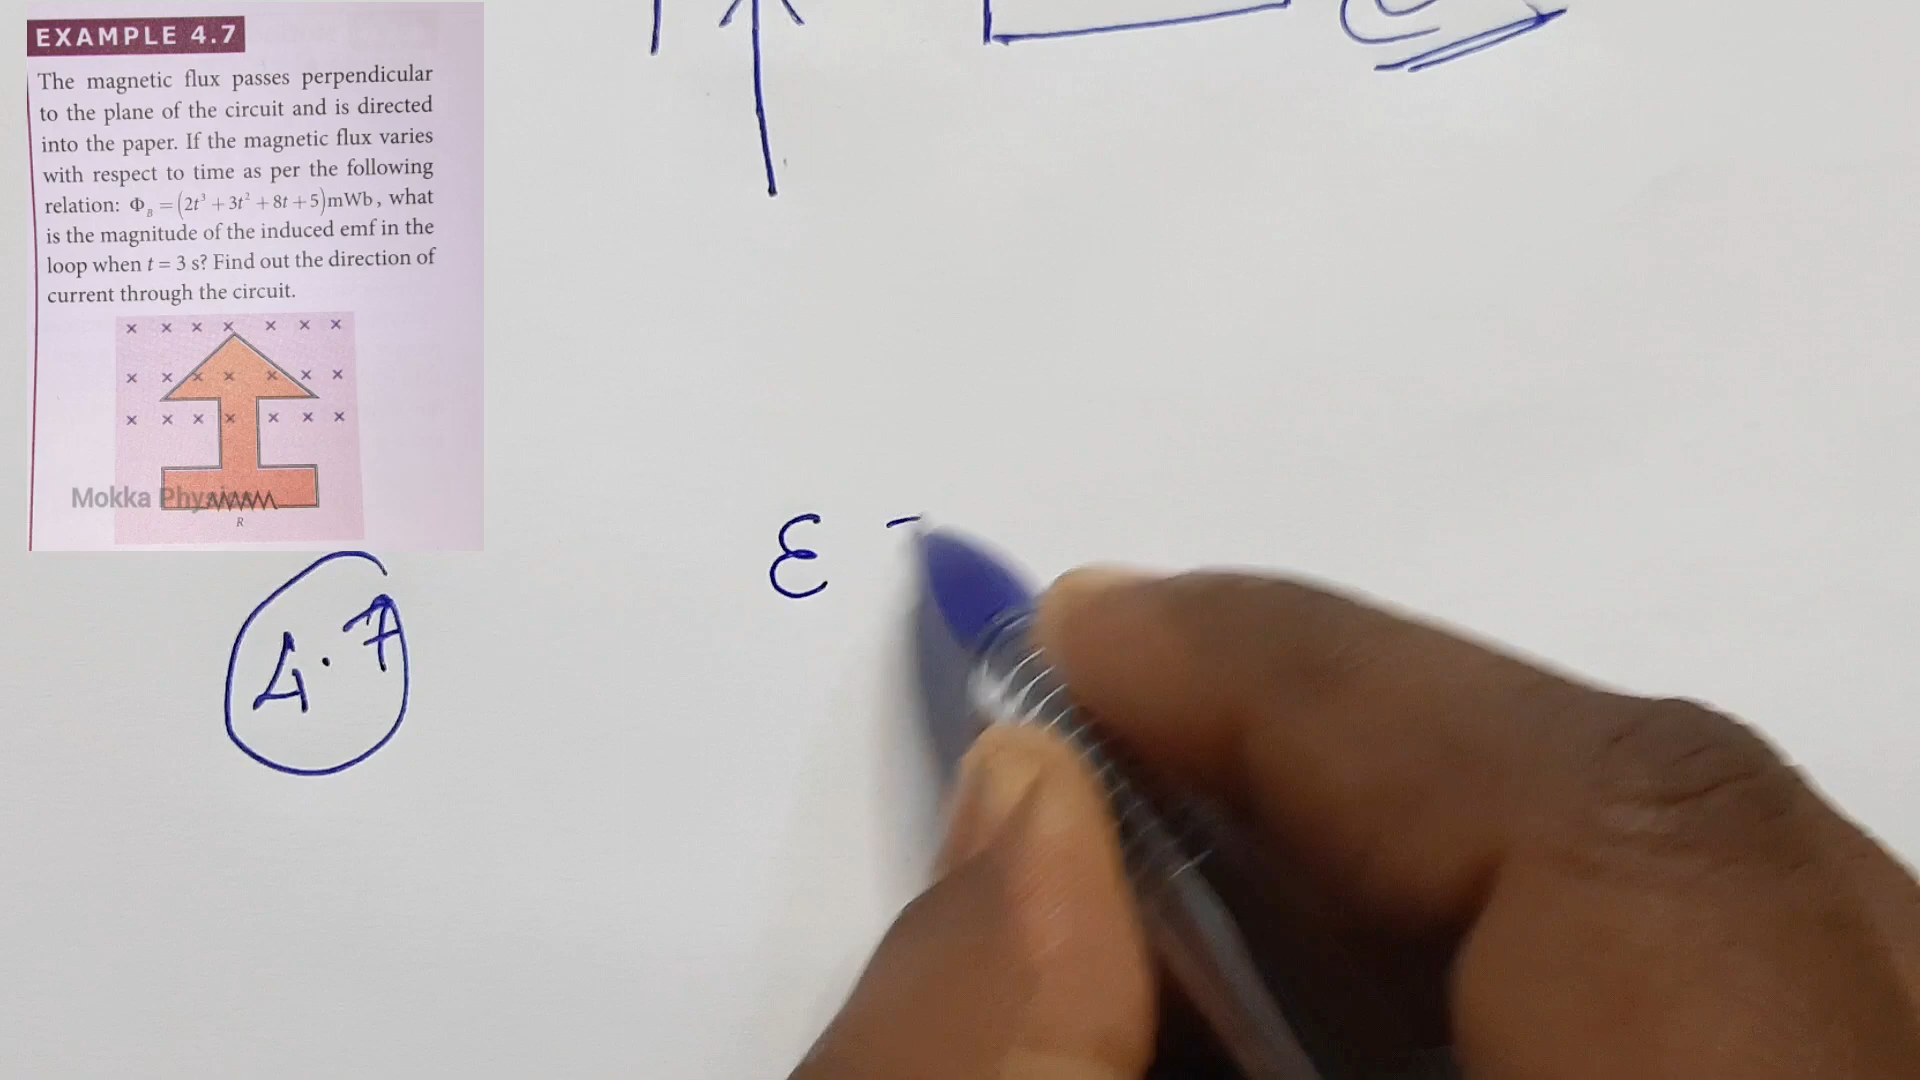 EXAMPLE 4.7
The magnetic flux passes perpendicular
to the plane of the circuit and is directed
into the paper. If the magnetic flux varies
with respect to time as per the following
relation: Φ_B = (2t³ + 3t² + 8t + 5)mWb, what
is the magnitude of the induced emf in the
loop when t = 3 s? Find out the direction of
current through the circuit.
Mokka Physics
R
4.7
ε